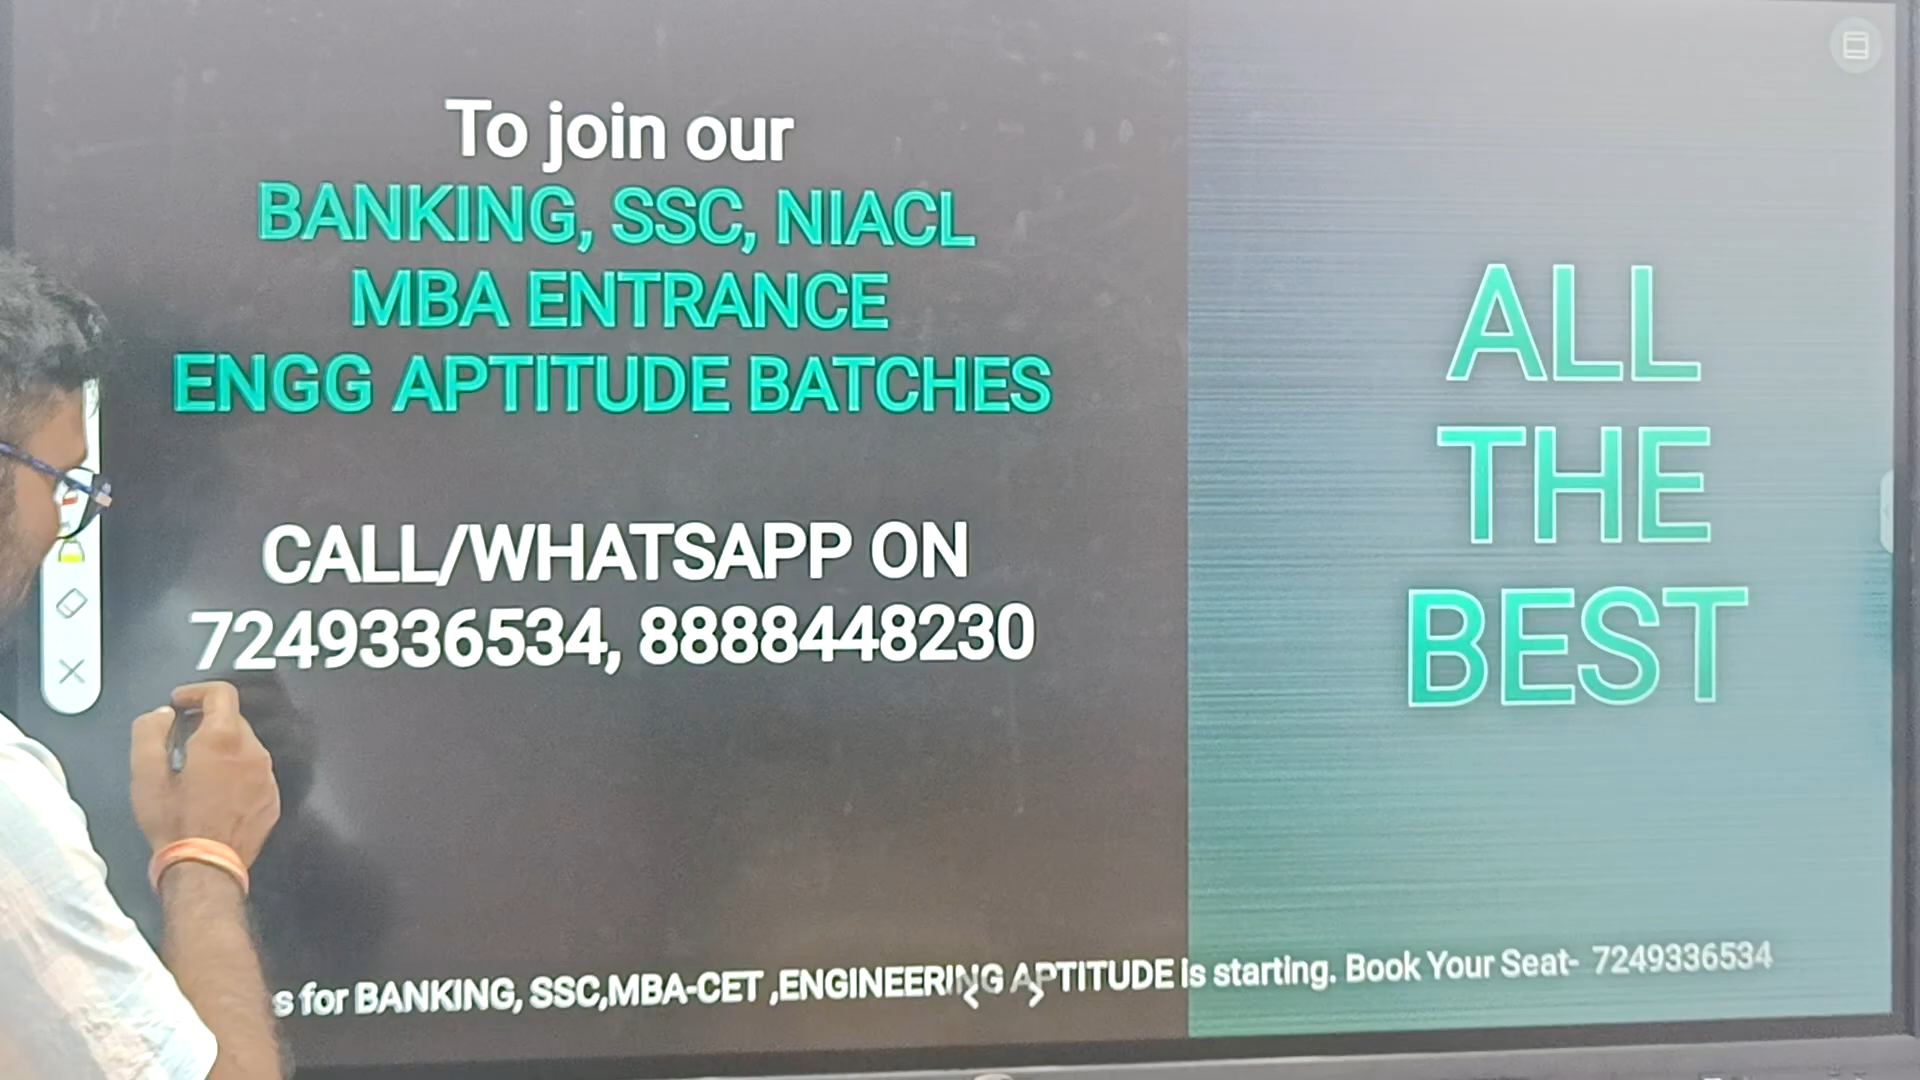 To join our
BANKING, SSC, NIACL
MBA ENTRANCE
ENGG APTITUDE BATCHES
CALL/WHATSAPP ON
7249336534, 8888448230
ALL
THE
BEST
s for BANKING, SSC,MBA-CET ,ENGINEERING APTITUDE is starting. Book Your Seat- 7249336534